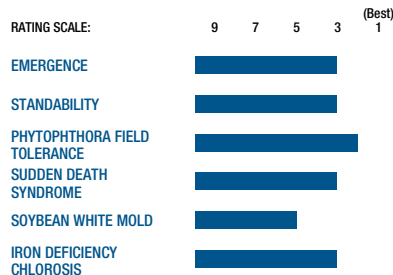 (Best)
RATING SCALE: 9 7 5 3 1
EMERGENCE
STANDABILITY
PHYTOPHTHORA FIELD
TOLERANCE
SUDDEN DEATH
SYNDROME
SOYBEAN WHITE MOLD
IRON DEFICIENCY
CHLOROSIS